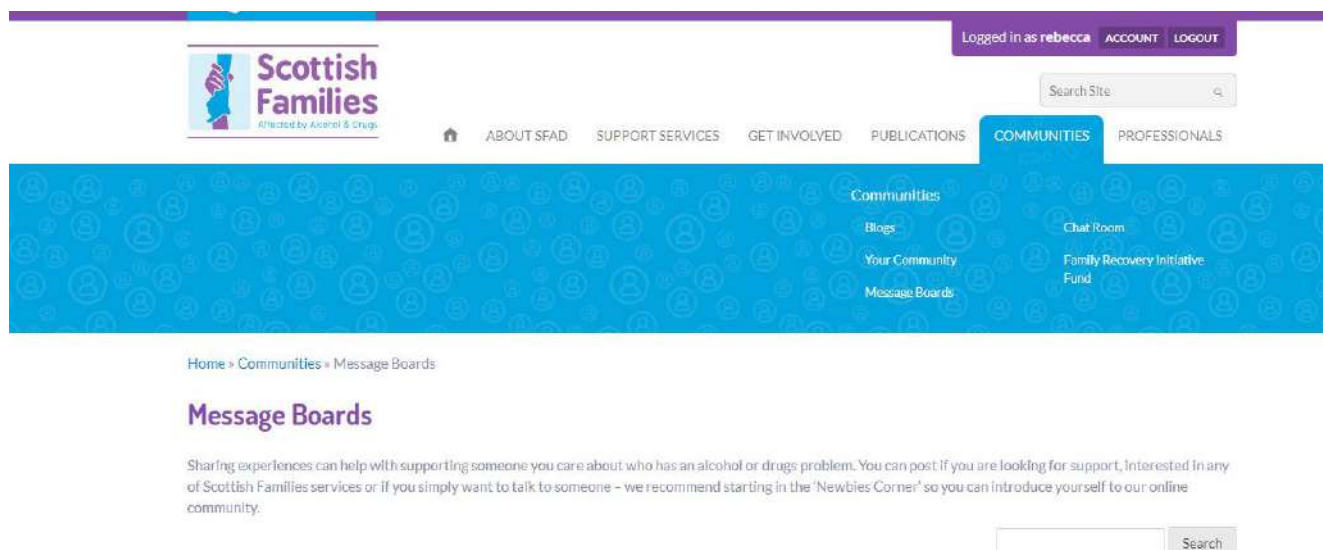 Logged in as rebecca ACCOUNT LOGOUT
Scottish
Families
Affected by Alcohol & Drugs
Search Site
ABOUT SFAD SUPPORT SERVICES GET INVOLVED PUBLICATIONS COMMUNITIES PROFESSIONALS
Communities
Blogs Chat Room
Your Community Family Recovery Initiative
Fund
Message Boards
Home » Communities » Message Boards
Message Boards
Sharing experiences can help with supporting someone you care about who has an alcohol or drugs problem. You can post if you are looking for support, interested in any
of Scottish Families services or if you simply want to talk to someone – we recommend starting in the 'Newbies Corner' so you can introduce yourself to our online
community.
Search